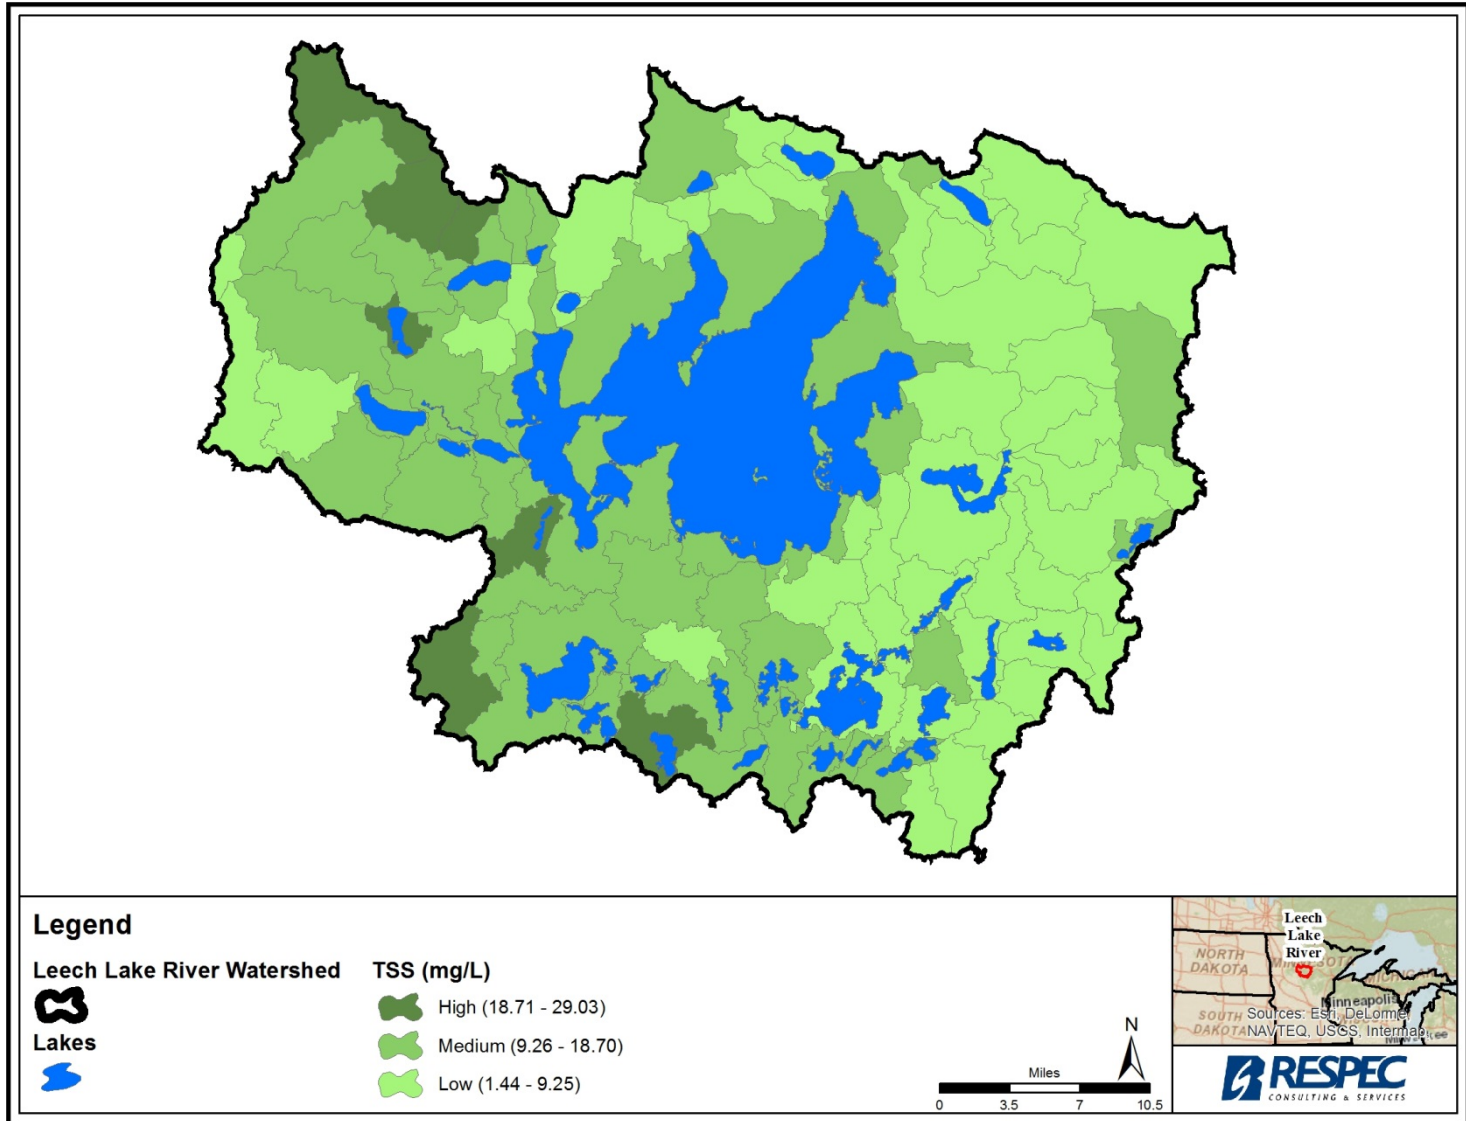 Legend
Leech Lake River Watershed
Lakes
TSS (mg/L)
High (18.71 - 29.03)
Medium (9.26 - 18.70)
Low (1.44 - 9.25)
N
Miles
0 3.5 7 10.5
Leech
Lake
River
NORTH
DAKOTA
SOUTH
DAKOTA
Minneapolis
Sources: Esri, DeLorme,
NAVTEQ, USGS, Intermap,
RESPEC
CONSULTING & SERVICES